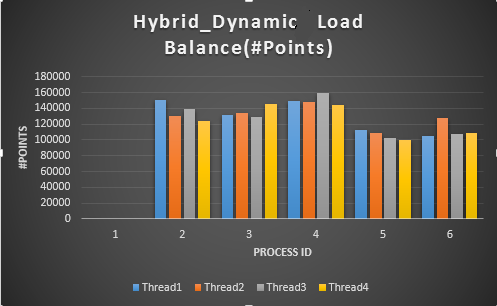 Hybrid_Dynamic Load
Balance(#Points)
180000
160000
140000
120000
100000
80000
60000
40000
20000
0
#POINTS
1 2 3 4 5 6
PROCESS ID
Thread1 Thread2 Thread3 Thread4